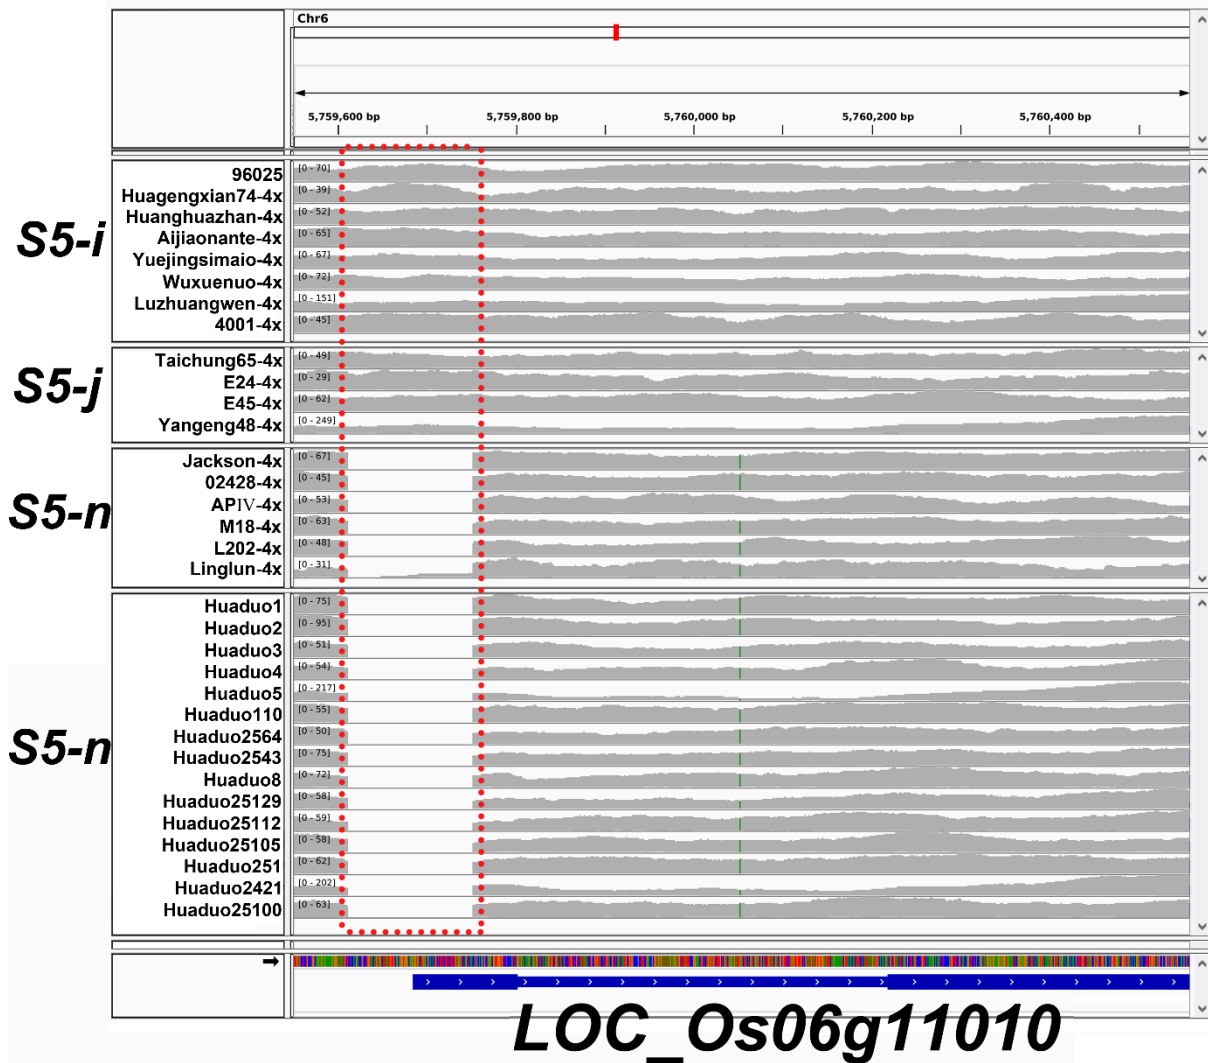 Chr6
5,759,600 bp 5,759,800 bp 5,760,000 bp 5,760,200 bp 5,760,400 bp
S5-i
96025 [0 - 70]
Huagengxian74-4x [0 - 39]
Huanghuazhan-4x [0 - 52]
Aijiaonante-4x [0 - 65]
Yuejingsimaio-4x [0 - 67]
Wuxuenuo-4x [0 - 72]
Luzhuangwen-4x [0 - 151]
4001-4x [0 - 45]
S5-j
Taichung65-4x [0 - 49]
E24-4x [0 - 29]
E45-4x [0 - 62]
Yangeng48-4x [0 - 249]
S5-n
Jackson-4x [0 - 67]
02428-4x [0 - 45]
APIV-4x [0 - 53]
M18-4x [0 - 63]
L202-4x [0 - 48]
Linglun-4x [0 - 31]
S5-n
Huaduo1 [0 - 75]
Huaduo2 [0 - 95]
Huaduo3 [0 - 51]
Huaduo4 [0 - 54]
Huaduo5 [0 - 217]
Huaduo110 [0 - 55]
Huaduo2564 [0 - 50]
Huaduo2543 [0 - 75]
Huaduo8 [0 - 72]
Huaduo25129 [0 - 58]
Huaduo25112 [0 - 59]
Huaduo25105 [0 - 58]
Huaduo251 [0 - 62]
Huaduo2421 [0 - 202]
Huaduo25100 [0 - 63]
LOC_Os06g11010